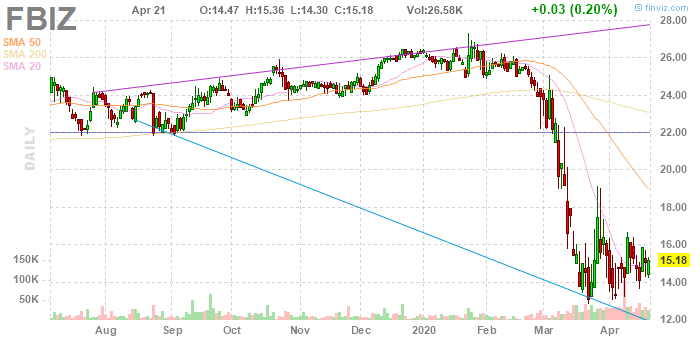 FBIZ Apr 21 O:14.47 H:15.36 L:14.30 C:15.18 Vol:26.58K +0.03 (0.20%) © finviz.com
SMA 50
SMA 200
SMA 20
DAILY
28.00
26.00
24.00
22.00
20.00
18.00
16.00
15.18
14.00
12.00
150K
100K
50K
Aug Sep Oct Nov Dec 2020 Feb Mar Apr